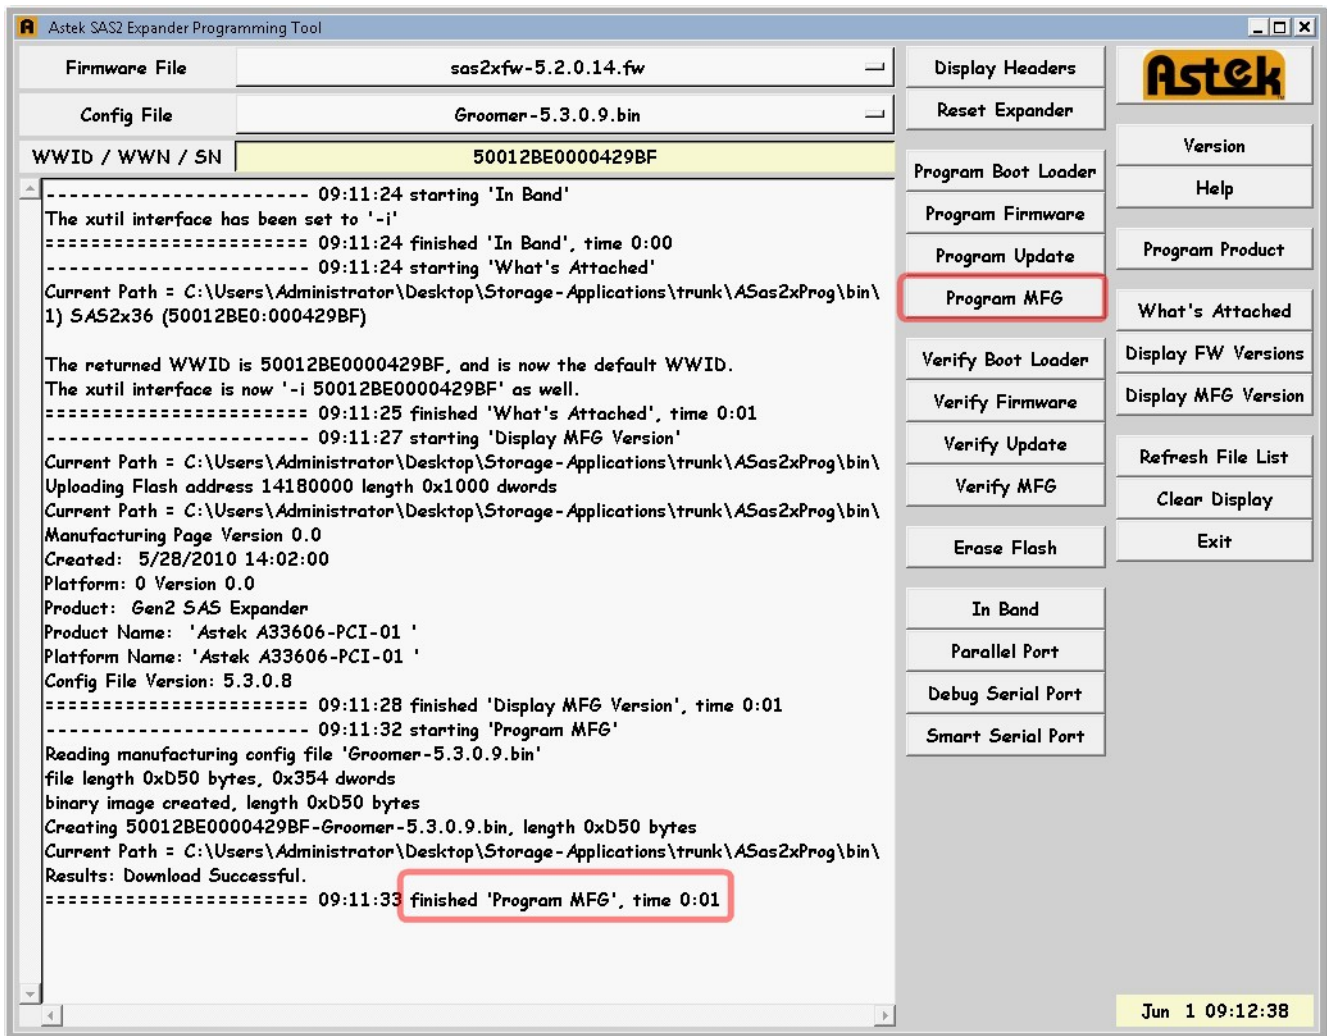 Astek SAS2 Expander Programming Tool
Firmware File
sas2xfw-5.2.0.14.fw
Config File
Groomer-5.3.0.9.bin
WWID / WWN / SN
50012BE0000429BF
----------------------- 09:11:24 starting 'In Band'
The xutil interface has been set to '-i'
======================= 09:11:24 finished 'In Band', time 0:00
----------------------- 09:11:24 starting 'What's Attached'
Current Path = C:\Users\Administrator\Desktop\Storage-Applications\trunk\ASas2xProg\bin\
1) SAS2x36 (50012BE0:000429BF)
The returned WWID is 50012BE0000429BF, and is now the default WWID.
The xutil interface is now '-i 50012BE0000429BF' as well.
======================= 09:11:25 finished 'What's Attached', time 0:01
----------------------- 09:11:27 starting 'Display MFG Version'
Current Path = C:\Users\Administrator\Desktop\Storage-Applications\trunk\ASas2xProg\bin\
Uploading Flash address 14180000 length 0x1000 dwords
Current Path = C:\Users\Administrator\Desktop\Storage-Applications\trunk\ASas2xProg\bin\
Manufacturing Page Version 0.0
Created:  5/28/2010 14:02:00
Platform: 0 Version 0.0
Product:  Gen2 SAS Expander
Product Name:  'Astek A33606-PCI-01 '
Platform Name: 'Astek A33606-PCI-01 '
Config File Version: 5.3.0.8
======================= 09:11:28 finished 'Display MFG Version', time 0:01
----------------------- 09:11:32 starting 'Program MFG'
Reading manufacturing config file 'Groomer-5.3.0.9.bin'
file length 0xD50 bytes, 0x354 dwords
binary image created, length 0xD50 bytes
Creating 50012BE0000429BF-Groomer-5.3.0.9.bin, length 0xD50 bytes
Current Path = C:\Users\Administrator\Desktop\Storage-Applications\trunk\ASas2xProg\bin\
Results: Download Successful.
======================= 09:11:33 finished 'Program MFG', time 0:01
Display Headers
Reset Expander
Program Boot Loader
Program Firmware
Program Update
Program MFG
Verify Boot Loader
Verify Firmware
Verify Update
Verify MFG
Erase Flash
In Band
Parallel Port
Debug Serial Port
Smart Serial Port
Astek
Version
Help
Program Product
What's Attached
Display FW Versions
Display MFG Version
Refresh File List
Clear Display
Exit
Jun  1 09:12:38